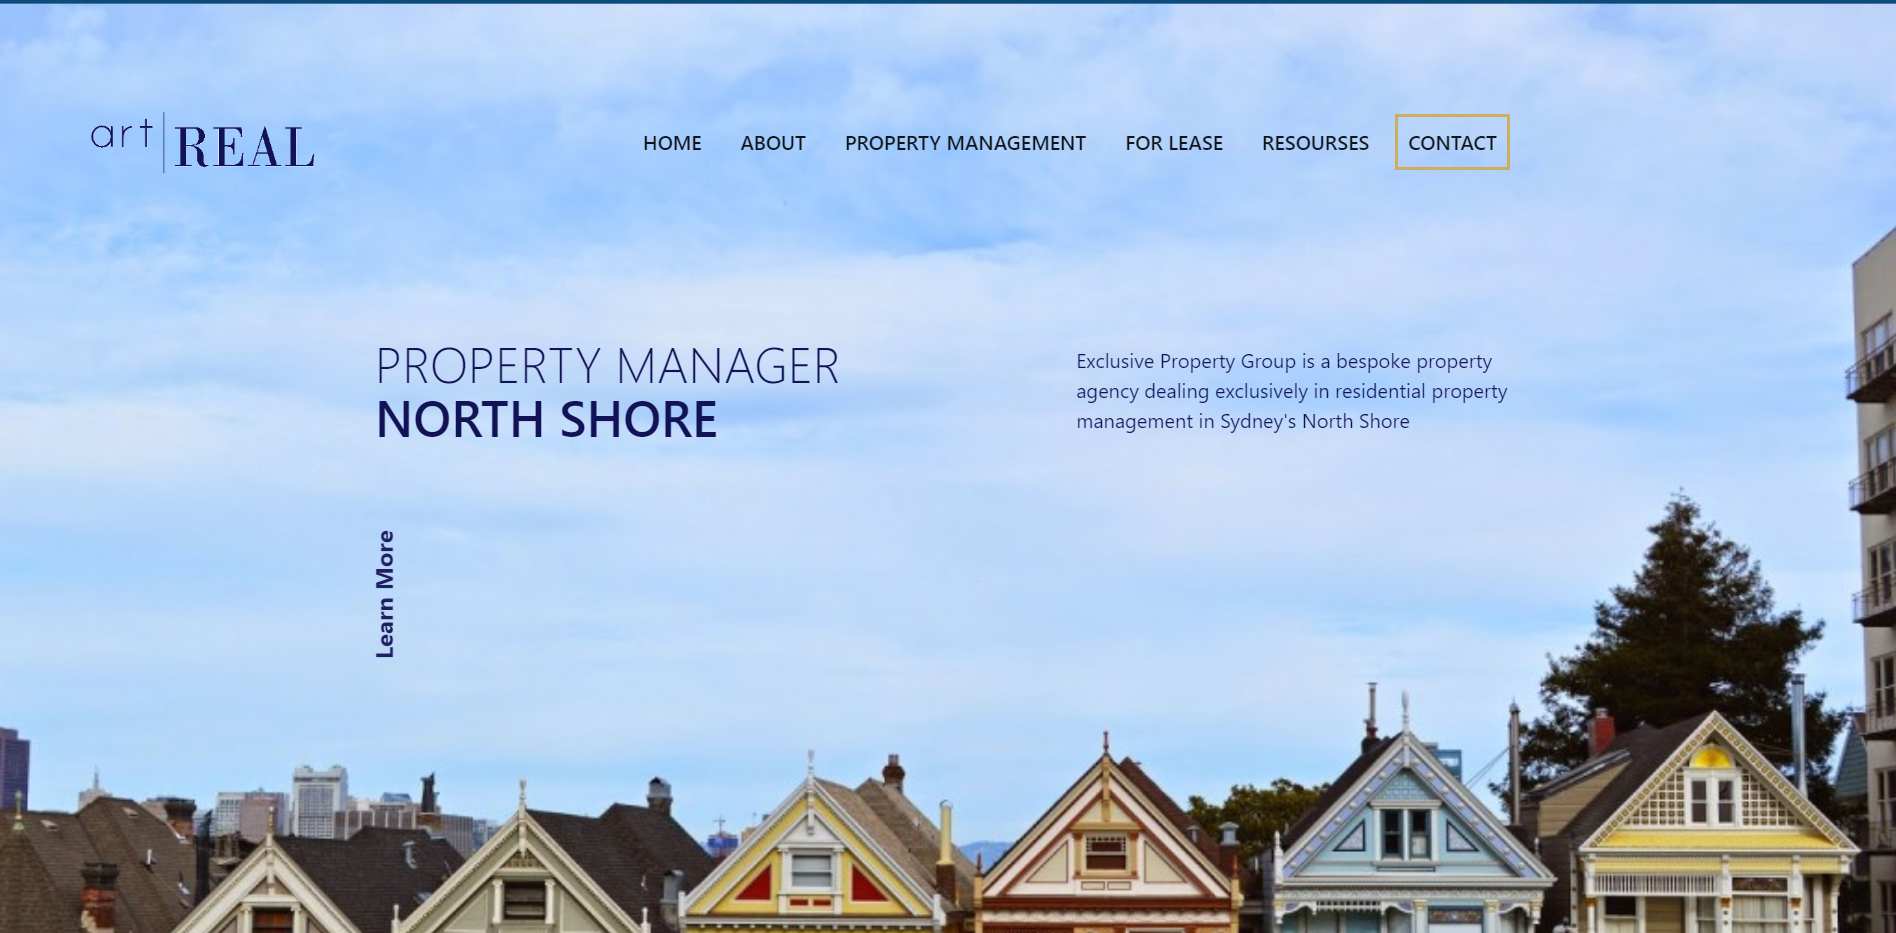 art REAL
HOME ABOUT PROPERTY MANAGEMENT FOR LEASE RESOURSES CONTACT
PROPERTY MANAGER
NORTH SHORE
Exclusive Property Group is a bespoke property
agency dealing exclusively in residential property
management in Sydney's North Shore
Learn More